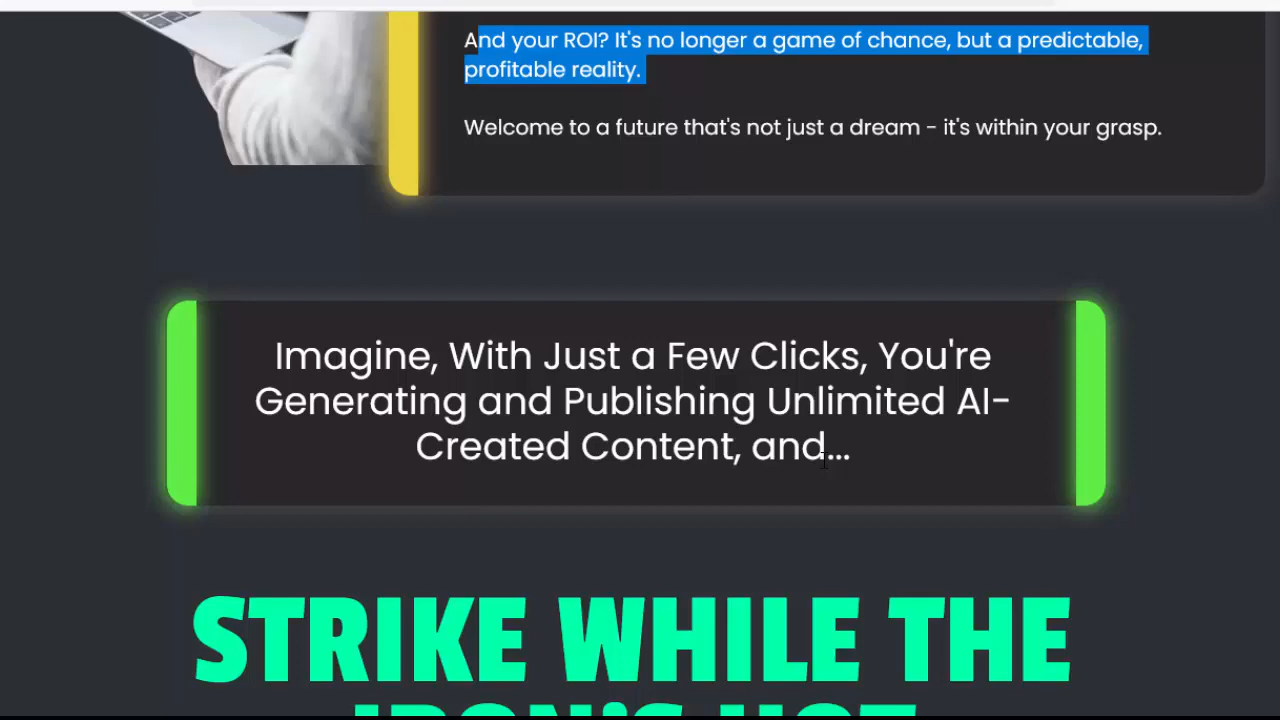 And your ROI? It's no longer a game of chance, but a predictable,
profitable reality.
Welcome to a future that's not just a dream - it's within your grasp.
Imagine, With Just a Few Clicks, You're
Generating and Publishing Unlimited AI-
Created Content, and...
STRIKE WHILE THE
IRON'S HOT